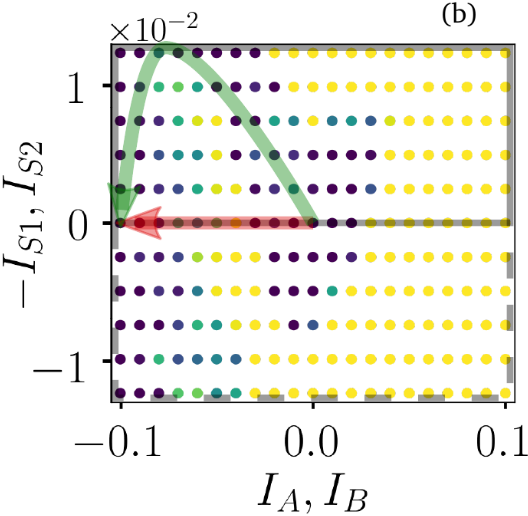 ×10⁻²
(b)
1
0
−1
−I_{S1}, I_{S2}
−0.1 0.0 0.1
I_A, I_B